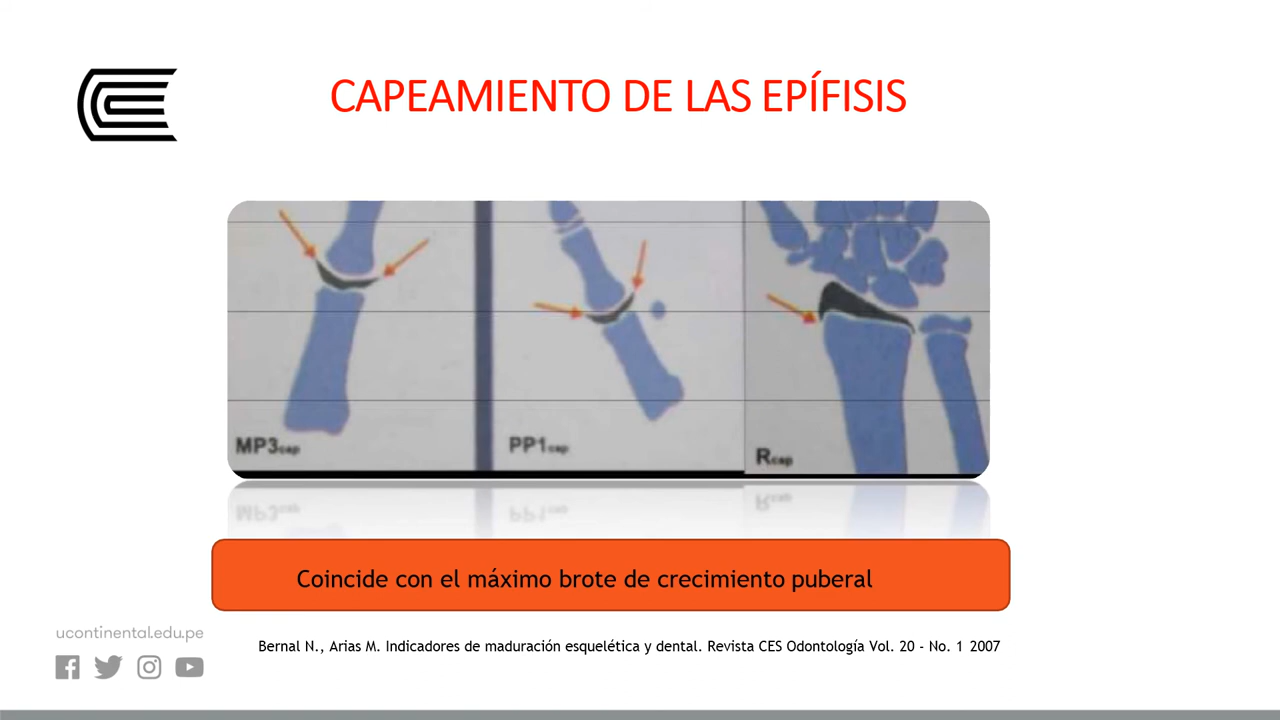 CAPEAMIENTO DE LAS EPÍFISIS
MP3cap
PP1cap
Rcap
Coincide con el máximo brote de crecimiento puberal
ucontinental.edu.pe
Bernal N., Arias M. Indicadores de maduración esquelética y dental. Revista CES Odontología Vol. 20 - No. 1 2007